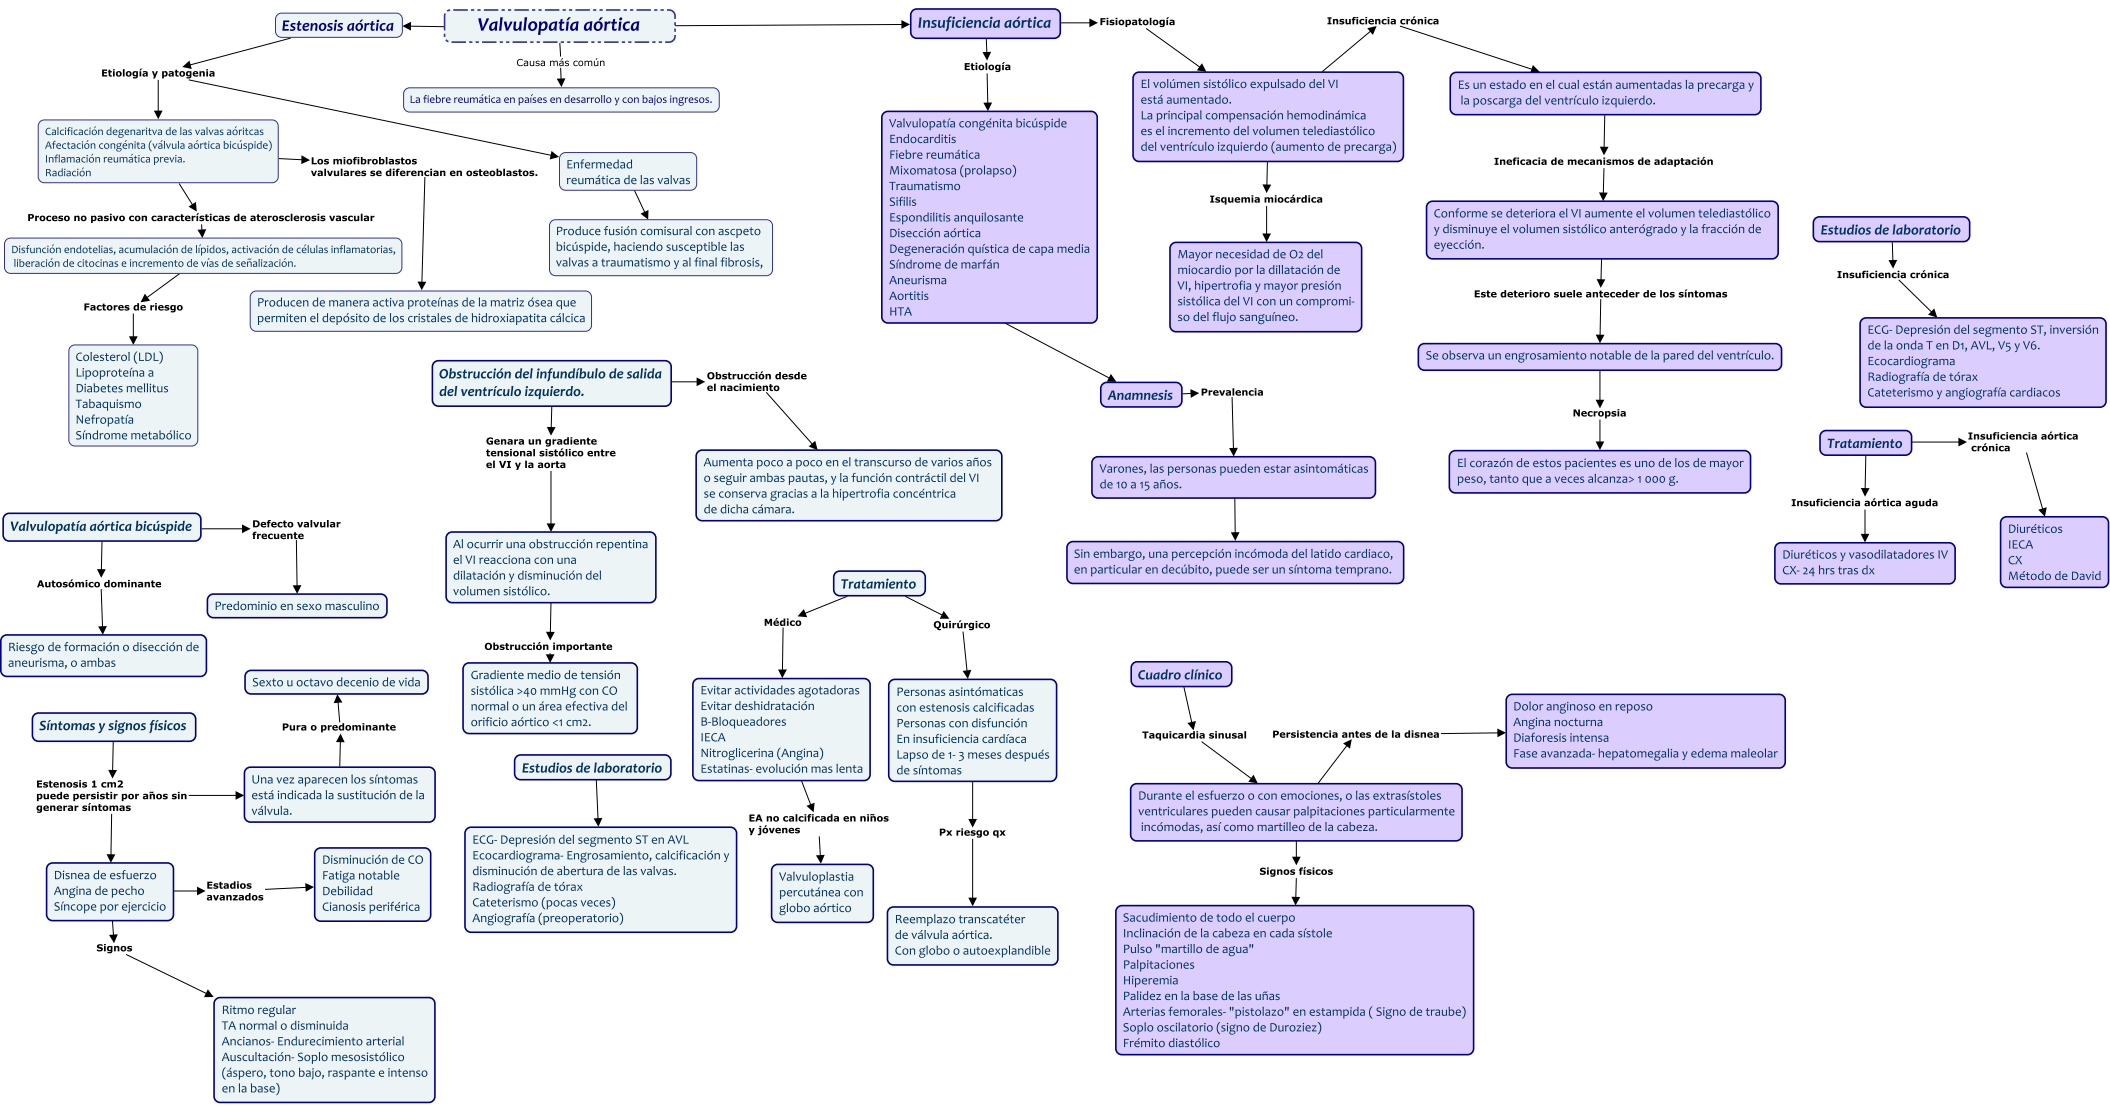 Valvulopatía aórtica
Causa más común
La fiebre reumática en países en desarrollo y con bajos ingresos.
Estenosis aórtica
Etiología y patogenia
Calcificación degenaritva de las valvas aóritcas
Afectación congénita (válvula aórtica bicúspide)
Inflamación reumática previa.
Radiación
Los miofibroblastos
valvulares se diferencian en osteoblastos.
Enfermedad
reumática de las valvas
Proceso no pasivo con características de aterosclerosis vascular
Disfunción endotelias, acumulación de lípidos, activación de células inflamatorias,
liberación de citocinas e incremento de vías de señalización.
Produce fusión comisural con ascpeto
bicúspide, haciendo susceptible las
valvas a traumatismo y al final fibrosis,
Factores de riesgo
Producen de manera activa proteínas de la matriz ósea que
permiten el depósito de los cristales de hidroxiapatita cálcica
Colesterol (LDL)
Lipoproteína a
Diabetes mellitus
Tabaquismo
Nefropatía
Síndrome metabólico
Obstrucción del infundíbulo de salida
del ventrículo izquierdo.
Obstrucción desde
el nacimiento
Genara un gradiente
tensional sistólico entre
el VI y la aorta
Aumenta poco a poco en el transcurso de varios años
o seguir ambas pautas, y la función contráctil del VI
se conserva gracias a la hipertrofia concéntrica
de dicha cámara.
Al ocurrir una obstrucción repentina
el VI reacciona con una
dilatación y disminución del
volumen sistólico.
Obstrucción importante
Gradiente medio de tensión
sistólica >40 mmHg con CO
normal o un área efectiva del
orificio aórtico <1 cm2.
Valvulopatía aórtica bicúspide
Defecto valvular
frecuente
Autosómico dominante
Predominio en sexo masculino
Riesgo de formación o disección de
aneurisma, o ambas
Síntomas y signos físicos
Estenosis 1 cm2
puede persistir por años sin
generar síntomas
Sexto u octavo decenio de vida
Pura o predominante
Una vez aparecen los síntomas
está indicada la sustitución de la
válvula.
Disnea de esfuerzo
Angina de pecho
Síncope por ejercicio
Estadios
avanzados
Disminución de CO
Fatiga notable
Debilidad
Cianosis periférica
Signos
Ritmo regular
TA normal o disminuida
Ancianos- Endurecimiento arterial
Auscultación- Soplo mesosistólico
(áspero, tono bajo, raspante e intenso
en la base)
Estudios de laboratorio
ECG- Depresión del segmento ST en AVL
Ecocardiograma- Engrosamiento, calcificación y
disminución de abertura de las valvas.
Radiografía de tórax
Cateterismo (pocas veces)
Angiografía (preoperatorio)
Tratamiento
Médico
Quirúrgico
Evitar actividades agotadoras
Evitar deshidratación
B-Bloqueadores
IECA
Nitroglicerina (Angina)
Estatinas- evolución mas lenta
Personas asintómaticas
con estenosis calcificadas
Personas con disfunción
En insuficiencia cardíaca
Lapso de 1- 3 meses después
de síntomas
EA no calcificada en niños
y jóvenes
Px riesgo qx
Valvuloplastia
percutánea con
globo aórtico
Reemplazo transcatéter
de válvula aórtica.
Con globo o autoexplandible
Insuficiencia aórtica
Fisiopatología
Insuficiencia crónica
Etiología
Valvulopatía congénita bicúspide
Endocarditis
Fiebre reumática
Mixomatosa (prolapso)
Traumatismo
Sífilis
Espondilitis anquilosante
Disección aórtica
Degeneración quística de capa media
Síndrome de marfán
Aneurisma
Aortitis
HTA
El volúmen sistólico expulsado del VI
está aumentado.
La principal compensación hemodinámica
es el incremento del volumen telediastólico
del ventrículo izquierdo (aumento de precarga)
Isquemia miocárdica
Mayor necesidad de O2 del
miocardio por la dillatación de
VI, hipertrofia y mayor presión
sistólica del VI con un compromi-
so del flujo sanguíneo.
Es un estado en el cual están aumentadas la precarga y
la poscarga del ventrículo izquierdo.
Ineficacia de mecanismos de adaptación
Conforme se deteriora el VI aumente el volumen telediastólico
y disminuye el volumen sistólico anterógrado y la fracción de
eyección.
Este deterioro suele anteceder de los síntomas
Se observa un engrosamiento notable de la pared del ventrículo.
Necropsia
El corazón de estos pacientes es uno de los de mayor
peso, tanto que a veces alcanza> 1 000 g.
Anamnesis
Prevalencia
Varones, las personas pueden estar asintomáticas
de 10 a 15 años.
Sin embargo, una percepción incómoda del latido cardiaco,
en particular en decúbito, puede ser un síntoma temprano.
Estudios de laboratorio
Insuficiencia crónica
ECG- Depresión del segmento ST, inversión
de la onda T en D1, AVL, V5 y V6.
Ecocardiograma
Radiografía de tórax
Cateterismo y angiografía cardiacos
Tratamiento
Insuficiencia aórtica
crónica
Insuficiencia aórtica aguda
Diuréticos y vasodilatadores IV
CX- 24 hrs tras dx
Diuréticos
IECA
CX
Método de David
Cuadro clínico
Taquicardia sinusal
Persistencia antes de la disnea
Dolor anginoso en reposo
Angina nocturna
Diaforesis intensa
Fase avanzada- hepatomegalia y edema maleolar
Durante el esfuerzo o con emociones, o las extrasístoles
ventriculares pueden causar palpitaciones particularmente
incómodas, así como martilleo de la cabeza.
Signos físicos
Sacudimiento de todo el cuerpo
Inclinación de la cabeza en cada sístole
Pulso "martillo de agua"
Palpitaciones
Hiperemia
Palidez en la base de las uñas
Arterias femorales- "pistolazo" en estampida ( Signo de traube)
Soplo oscilatorio (signo de Duroziez)
Frémito diastólico